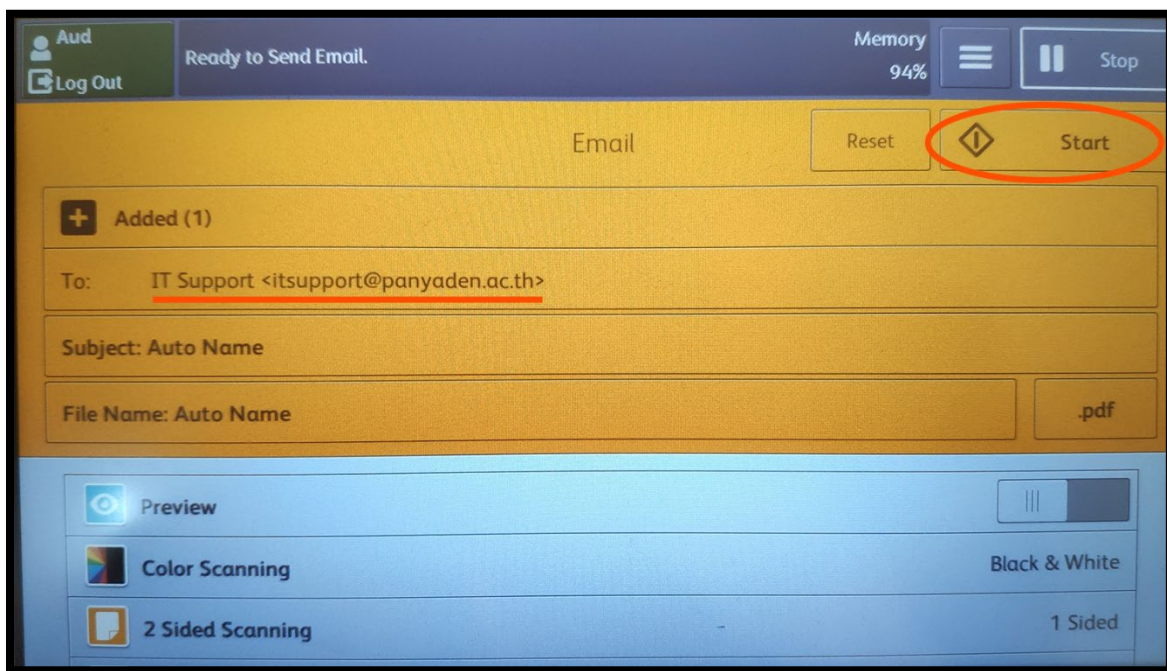 Aud
Log Out
Ready to Send Email.
Memory
94%
Stop
Email
Reset
Start
Added (1)
To: IT Support <itsupport@panyaden.ac.th>
Subject: Auto Name
File Name: Auto Name
.pdf
Preview
Color Scanning
Black & White
2 Sided Scanning
1 Sided